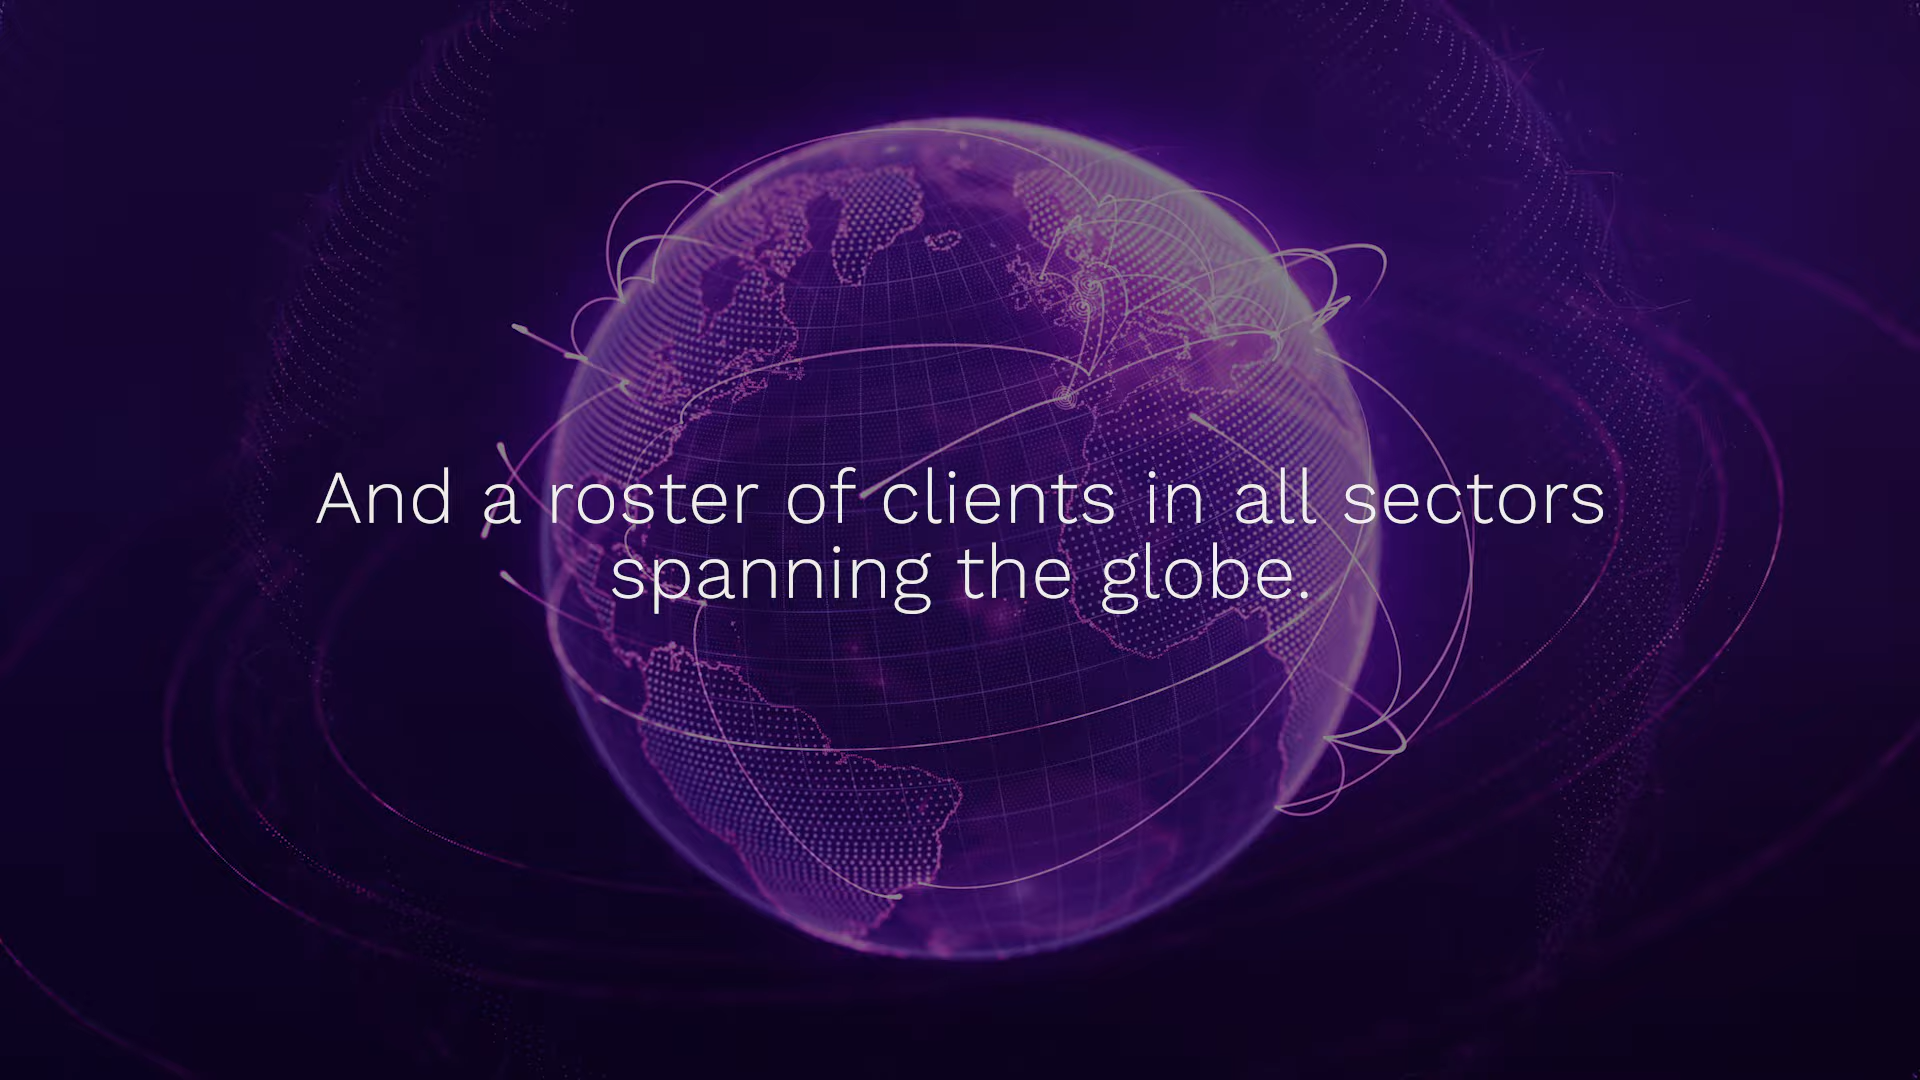 And a roster of clients in all sectors
spanning the globe.